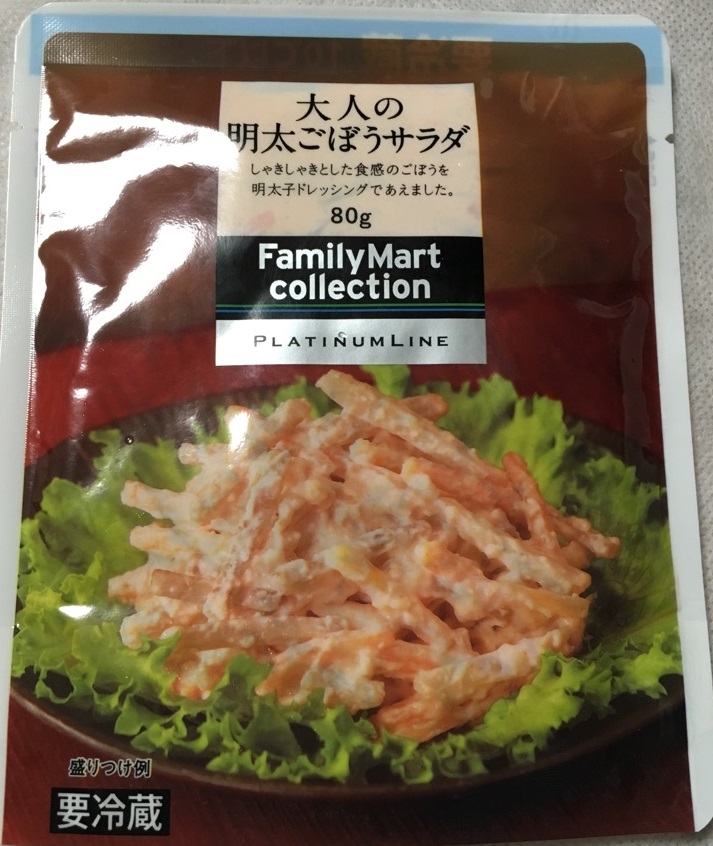 大人の
明太ごぼうサラダ
しゃきしゃきとした食感のごぼうを
明太子ドレッシングであえました。
80g
FamilyMart
collection
PLATINUMLINE
盛りつけ例
要冷蔵